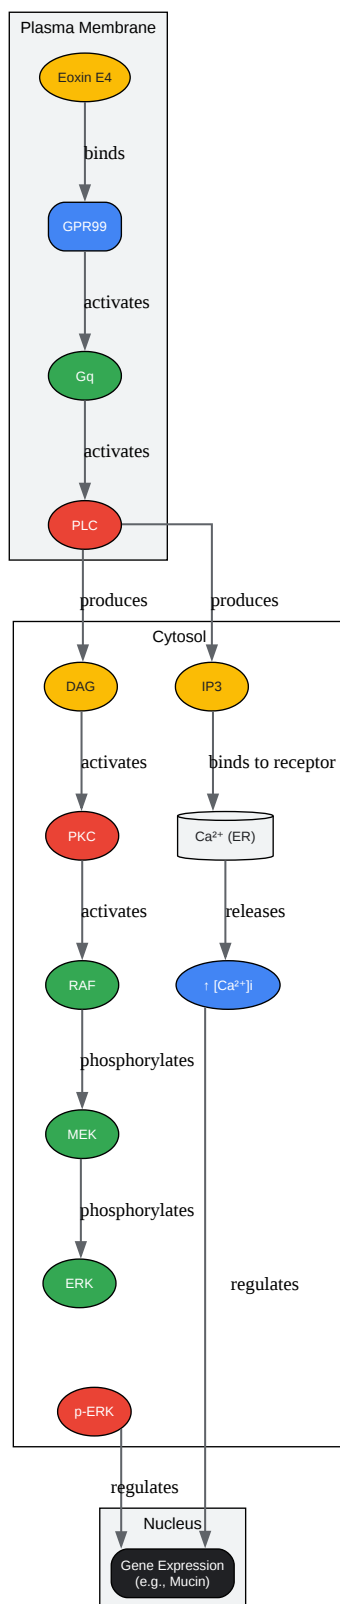 Plasma Membrane
Eoxin E4
binds
GPR99
activates
Gq
activates
PLC
produces
produces
Cytosol
DAG
IP3
activates
binds to receptor
PKC
Ca²⁺ (ER)
activates
releases
RAF
↑ [Ca²⁺]i
phosphorylates
MEK
phosphorylates
ERK
regulates
p-ERK
regulates
Nucleus
Gene Expression
(e.g., Mucin)